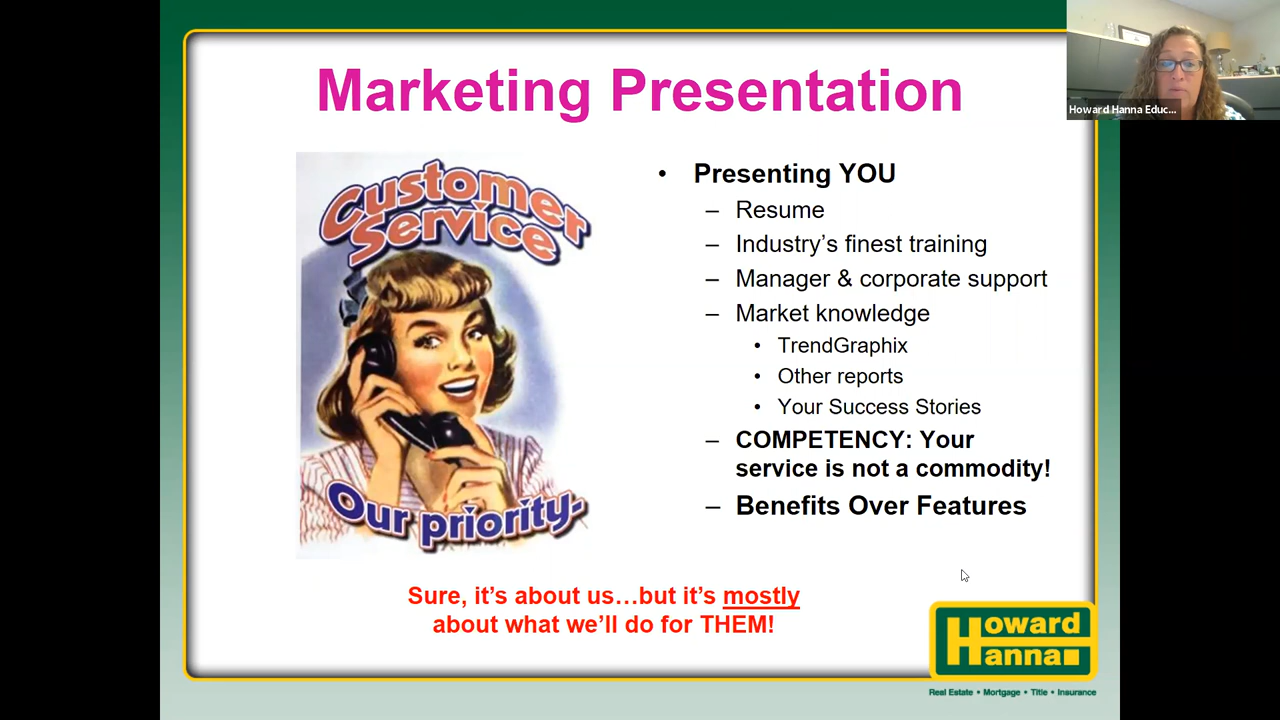 Marketing Presentation
Howard Hanna Educ...
Customer
Service
Our priority.
• Presenting YOU
– Resume
– Industry’s finest training
– Manager & corporate support
– Market knowledge
• TrendGraphix
• Other reports
• Your Success Stories
– COMPETENCY: Your
service is not a commodity!
– Benefits Over Features
Sure, it’s about us…but it’s mostly
about what we’ll do for THEM!
Howard
Hanna
Real Estate • Mortgage • Title • Insurance